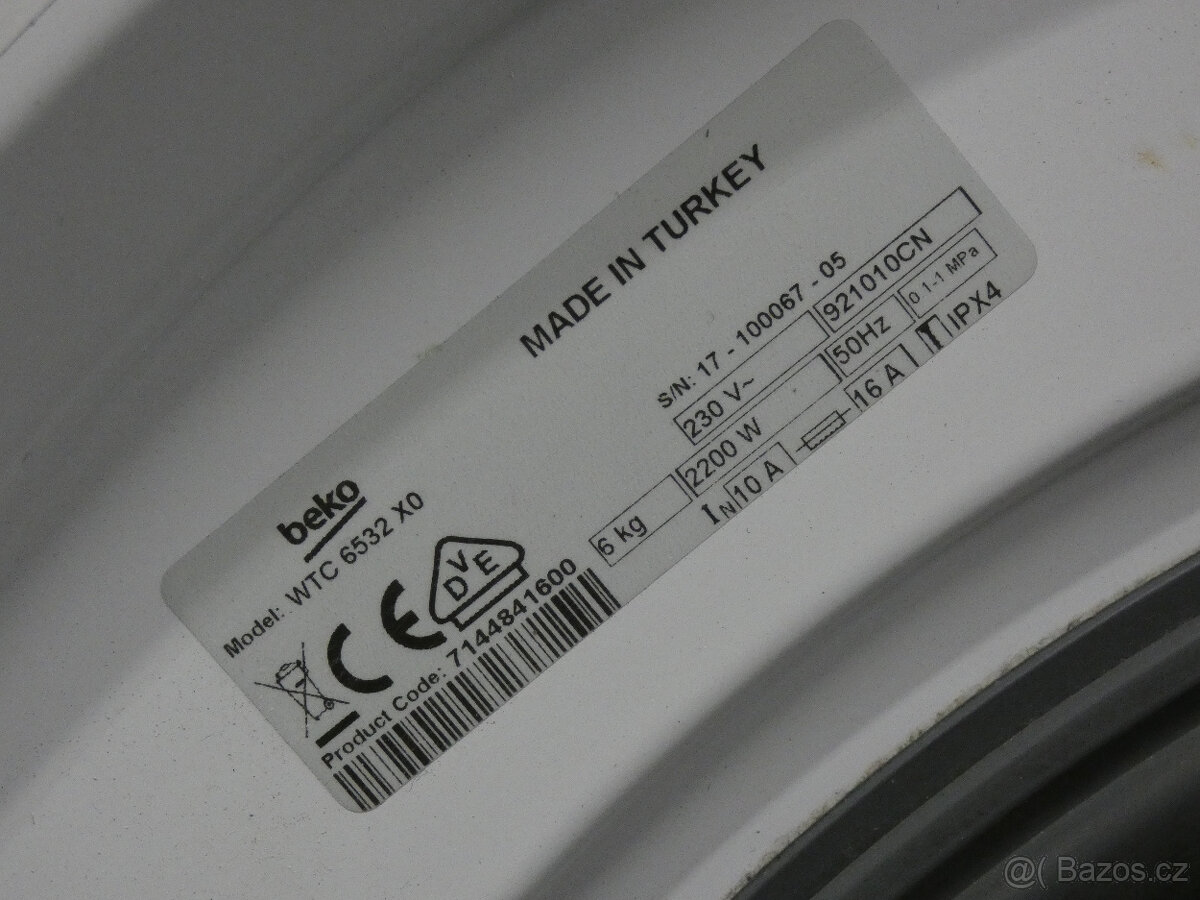 MADE IN TURKEY
beko
Model: WTC 6532 X0
S/N: 17 - 100067 - 05
230 V~ 921010CN
2200 W 50Hz 0 1-1 MPa
6 kg IN 10 A 16 A IPX4
CE
VDE
Product Code: 7144841600
@( Bazos.cz